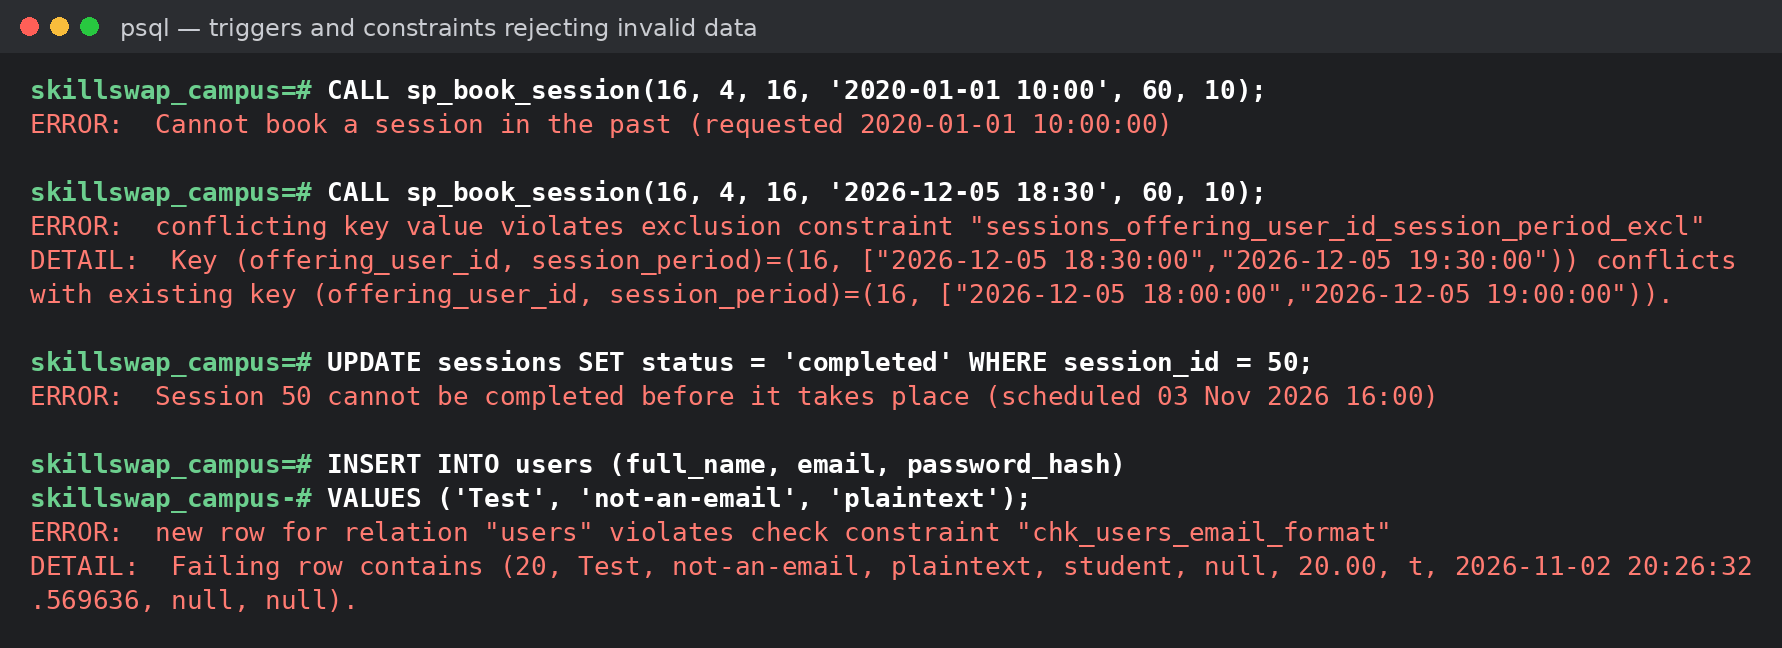 psql — triggers and constraints rejecting invalid data
skillswap_campus=# CALL sp_book_session(16, 4, 16, '2020-01-01 10:00', 60, 10);
ERROR:  Cannot book a session in the past (requested 2020-01-01 10:00:00)
skillswap_campus=# CALL sp_book_session(16, 4, 16, '2026-12-05 18:30', 60, 10);
ERROR:  conflicting key value violates exclusion constraint "sessions_offering_user_id_session_period_excl"
DETAIL:  Key (offering_user_id, session_period)=(16, ["2026-12-05 18:30:00","2026-12-05 19:30:00")) conflicts
with existing key (offering_user_id, session_period)=(16, ["2026-12-05 18:00:00","2026-12-05 19:00:00")).
skillswap_campus=# UPDATE sessions SET status = 'completed' WHERE session_id = 50;
ERROR:  Session 50 cannot be completed before it takes place (scheduled 03 Nov 2026 16:00)
skillswap_campus=# INSERT INTO users (full_name, email, password_hash)
skillswap_campus-# VALUES ('Test', 'not-an-email', 'plaintext');
ERROR:  new row for relation "users" violates check constraint "chk_users_email_format"
DETAIL:  Failing row contains (20, Test, not-an-email, plaintext, student, null, 20.00, t, 2026-11-02 20:26:32
.569636, null, null).